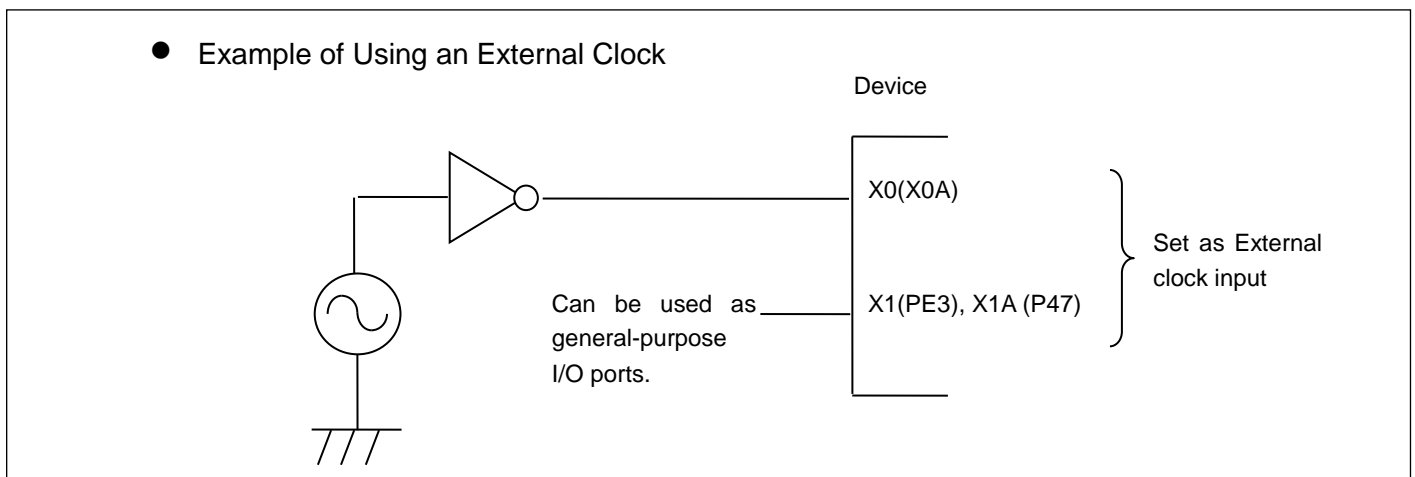 ● Example of Using an External Clock
Device
X0(X0A)
Set as External
clock input
Can be used as
general-purpose
I/O ports.
X1(PE3), X1A (P47)